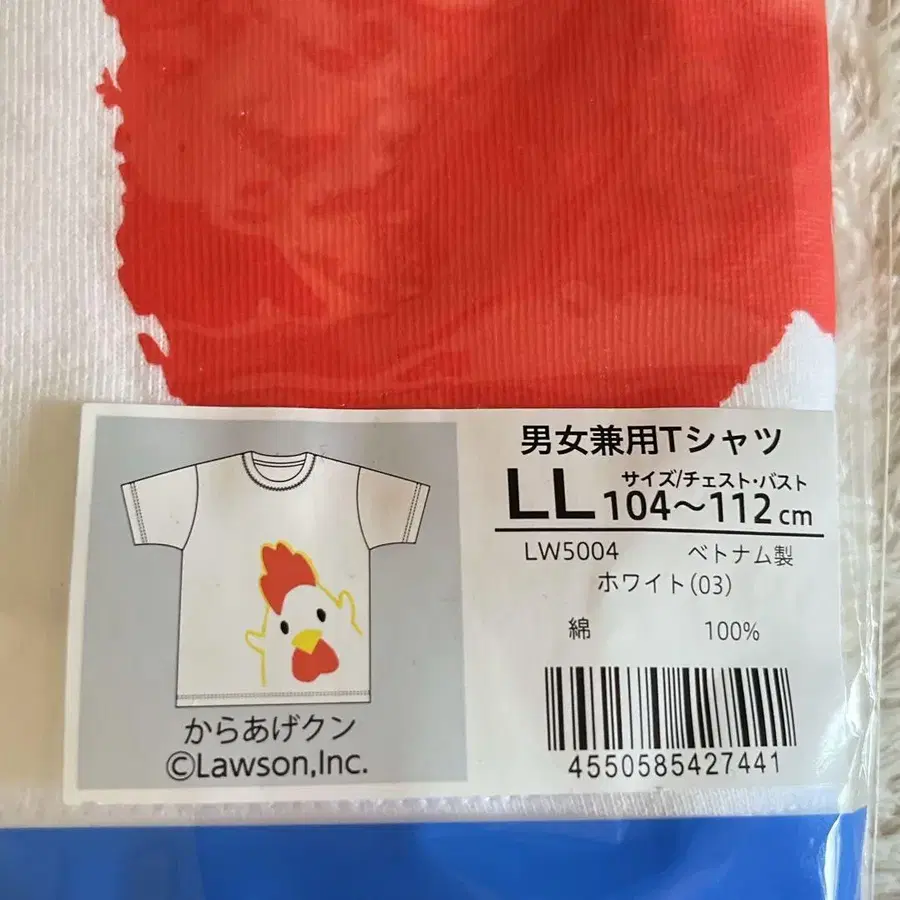 男女兼用Tシャツ
サイズ/チェスト・バスト
LL 104～112cm
LW5004 ベトナム製
ホワイト(03)
綿 100%
4550585427441
からあげクン
©Lawson,Inc.